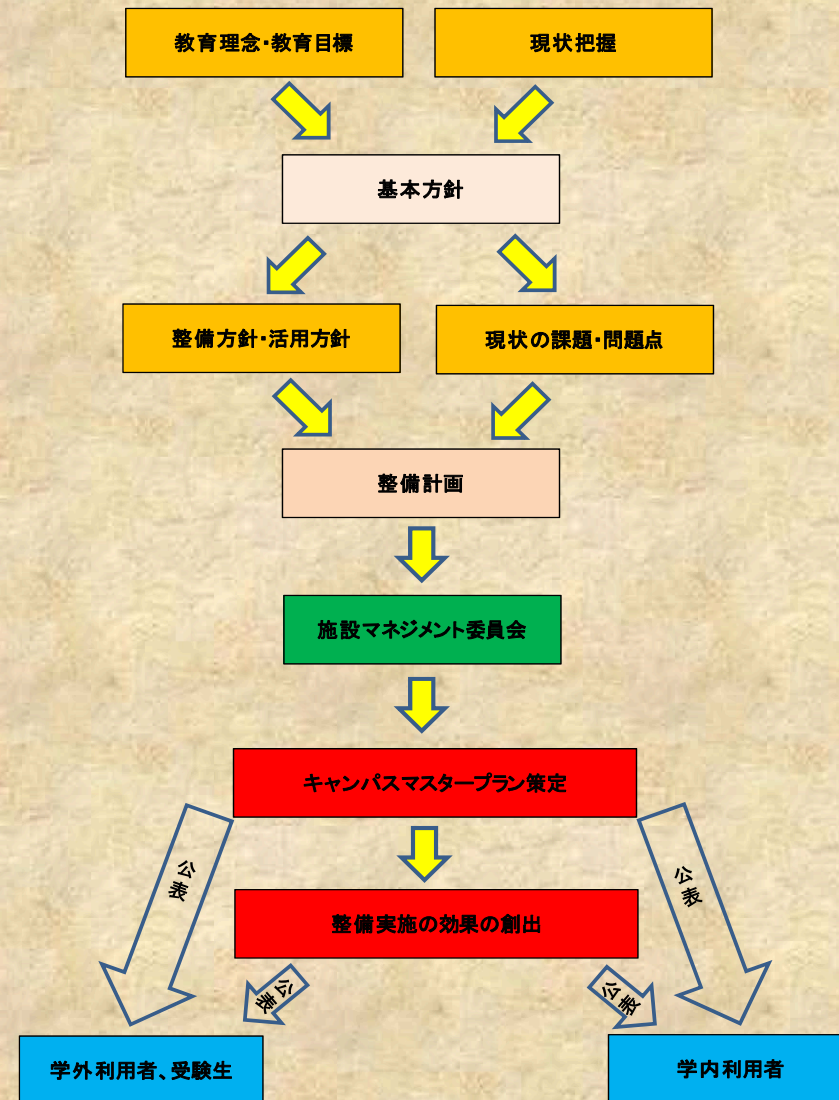 教育理念・教育目標
現状把握
基本方針
整備方針・活用方針
現状の課題・問題点
整備計画
施設マネジメント委員会
キャンパスマスタープラン策定
公表
公表
整備実施の効果の創出
公表
公表
学外利用者、受験生
学内利用者